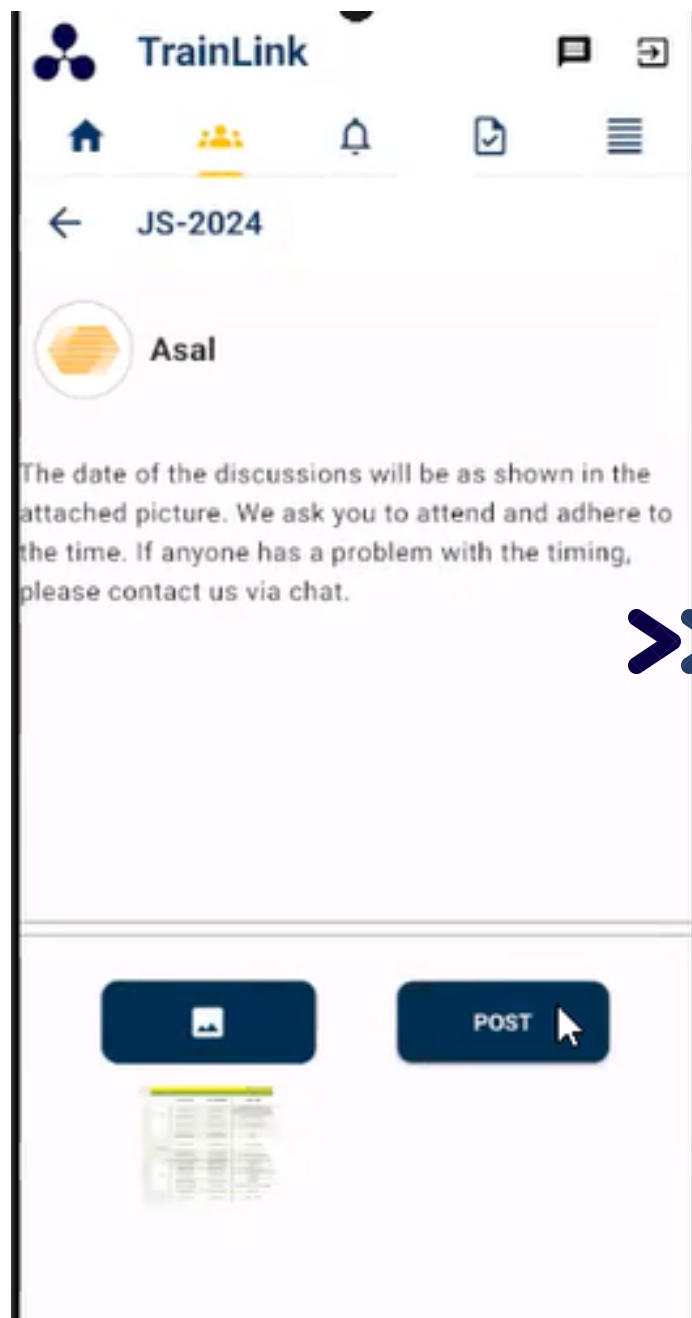 TrainLink
JS-2024
Asal
The date of the discussions will be as shown in the
attached picture. We ask you to attend and adhere to
the time. If anyone has a problem with the timing,
please contact us via chat.
POST